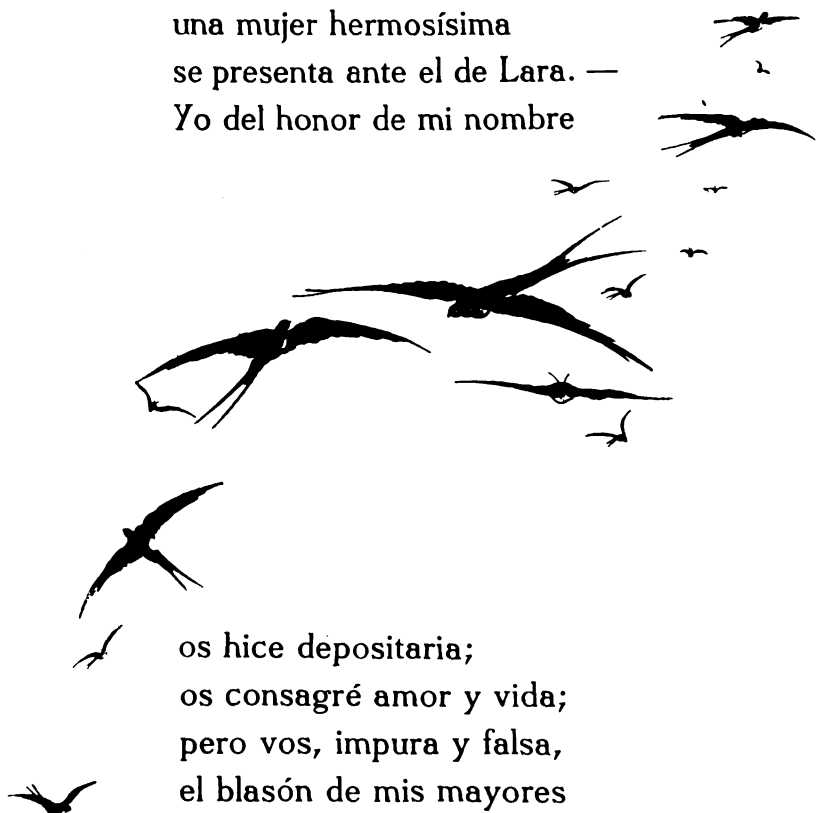 una mujer hermosísima
se presenta ante el de Lara. —
Yo del honor de mi nombre
os hice depositaria;
os consagré amor y vida;
pero vos, impura y falsa,
el blasón de mis mayores